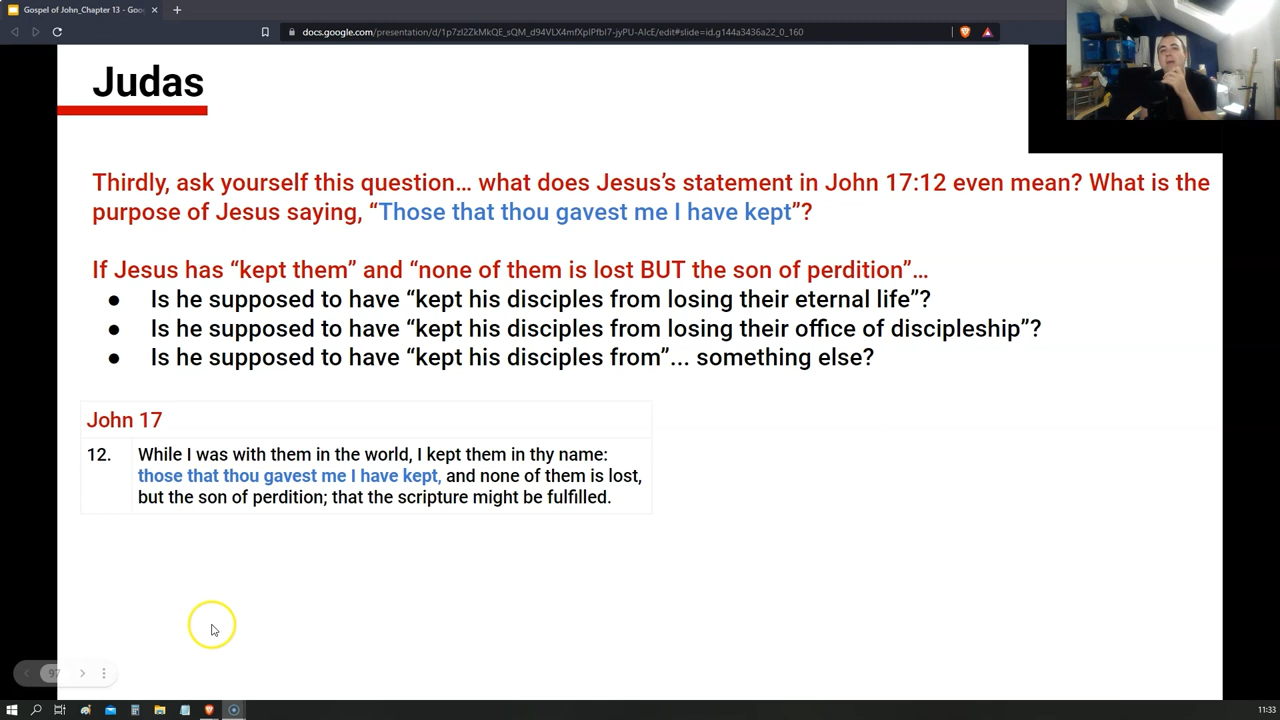 Gospel of John_Chapter 13 - Goo
docs.google.com/presentation/d/1p7zl2ZkMkQE_sQM_d94VLX4mfXpIPfbI7-jyPU-AIcE/edit#slide=id.g144a3436a22_0_160
Judas
Thirdly, ask yourself this question... what does Jesus's statement in John 17:12 even mean? What is the
purpose of Jesus saying, “Those that thou gavest me I have kept”?
If Jesus has “kept them” and “none of them is lost BUT the son of perdition”...
● Is he supposed to have “kept his disciples from losing their eternal life”?
● Is he supposed to have “kept his disciples from losing their office of discipleship”?
● Is he supposed to have “kept his disciples from”... something else?
John 17
12. While I was with them in the world, I kept them in thy name:
those that thou gavest me I have kept, and none of them is lost,
but the son of perdition; that the scripture might be fulfilled.
97
11:33